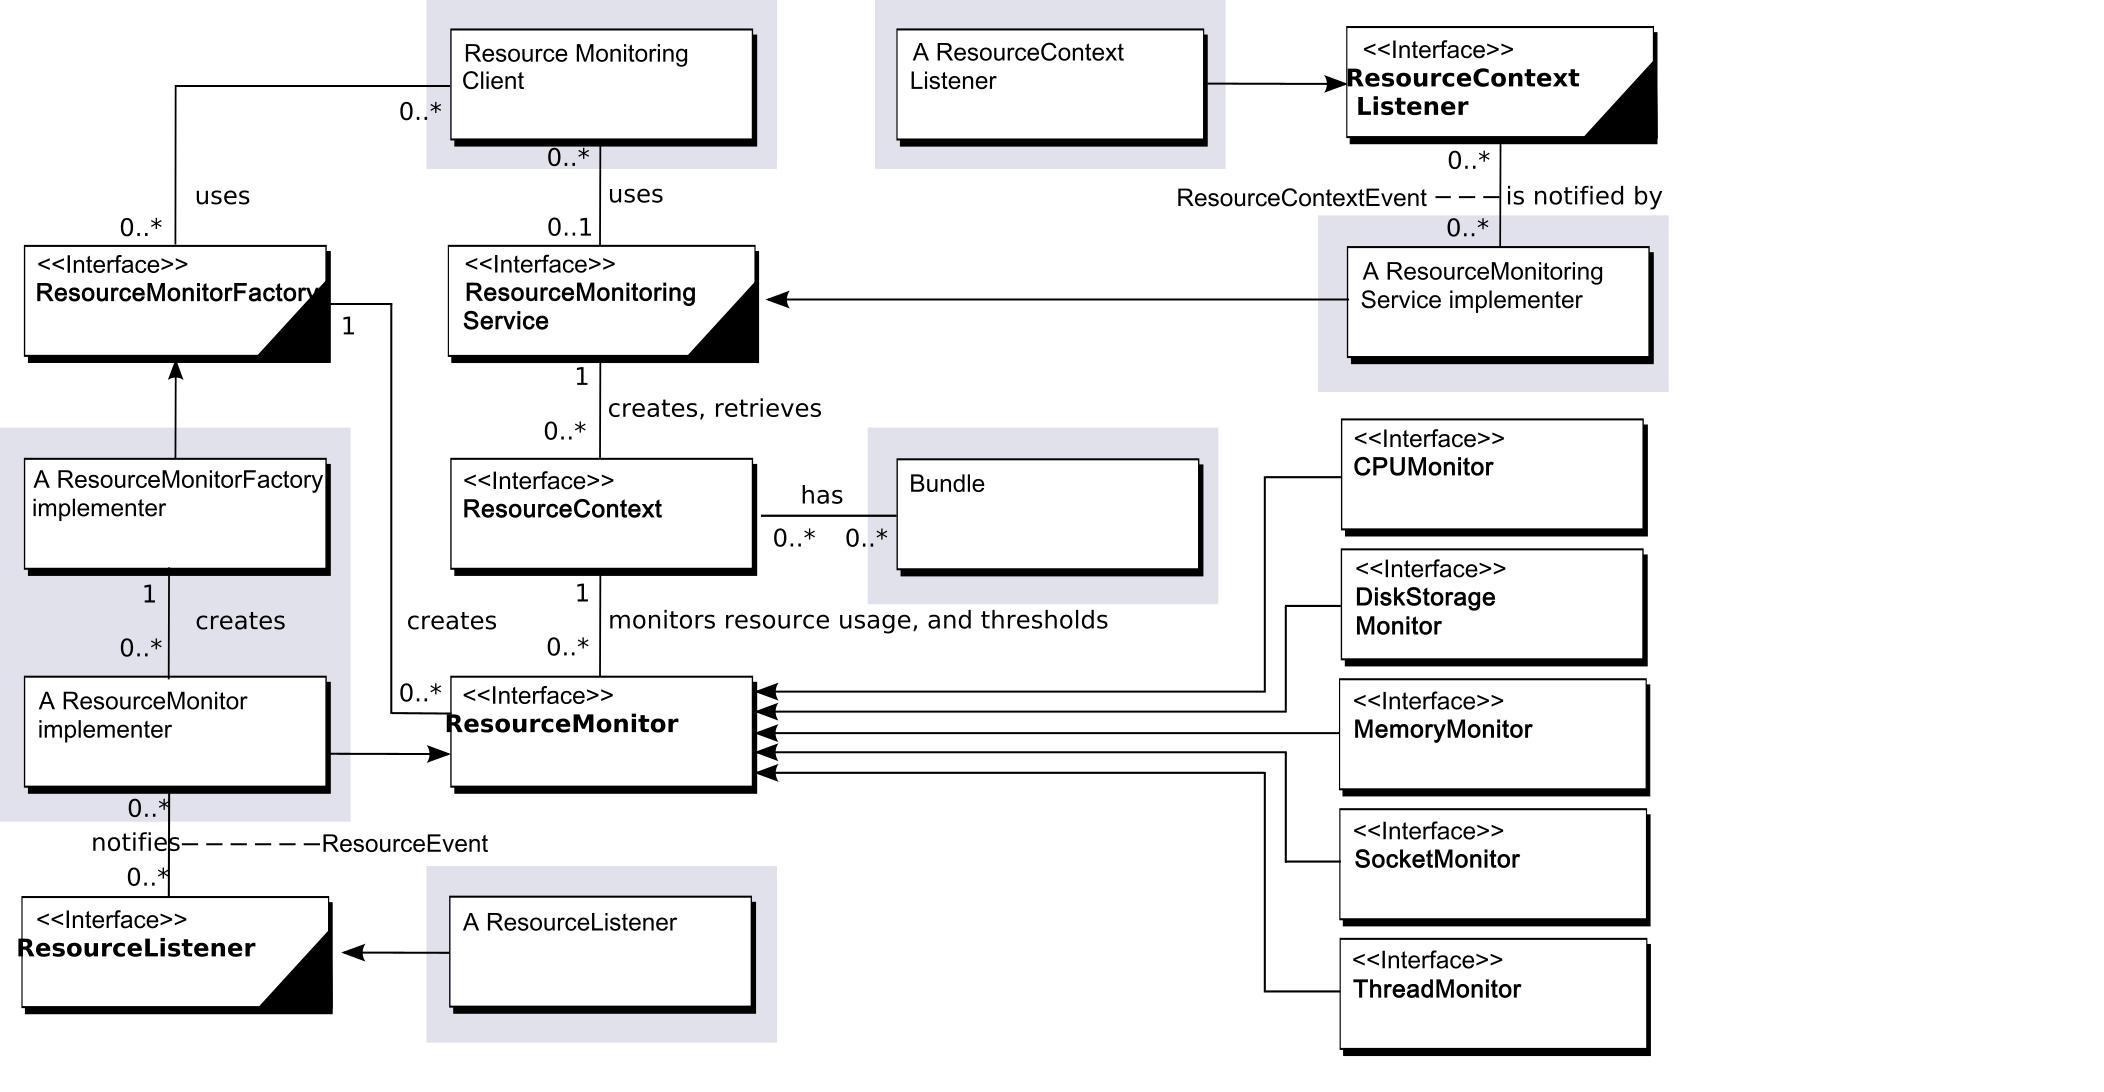 Resource Monitoring
Client
0..*
A ResourceContext
Listener
<<Interface>>
ResourceContext
Listener
0..*
uses
0..*
uses
0..1
0..*
ResourceContextEvent
is notified by
0..*
<<Interface>>
ResourceMonitorFactory
1
<<Interface>>
ResourceMonitoring
Service
A ResourceMonitoring
Service implementer
1
creates, retrieves
0..*
A ResourceMonitorFactory
implementer
<<Interface>>
ResourceContext
has
0..*
0..*
Bundle
<<Interface>>
CPUMonitor
1
creates
0..*
creates
0..*
1
monitors resource usage, and thresholds
0..*
<<Interface>>
DiskStorage
Monitor
A ResourceMonitor
implementer
<<Interface>>
ResourceMonitor
<<Interface>>
MemoryMonitor
0..*
notifies
ResourceEvent
0..*
<<Interface>>
SocketMonitor
<<Interface>>
ResourceListener
A ResourceListener
<<Interface>>
ThreadMonitor